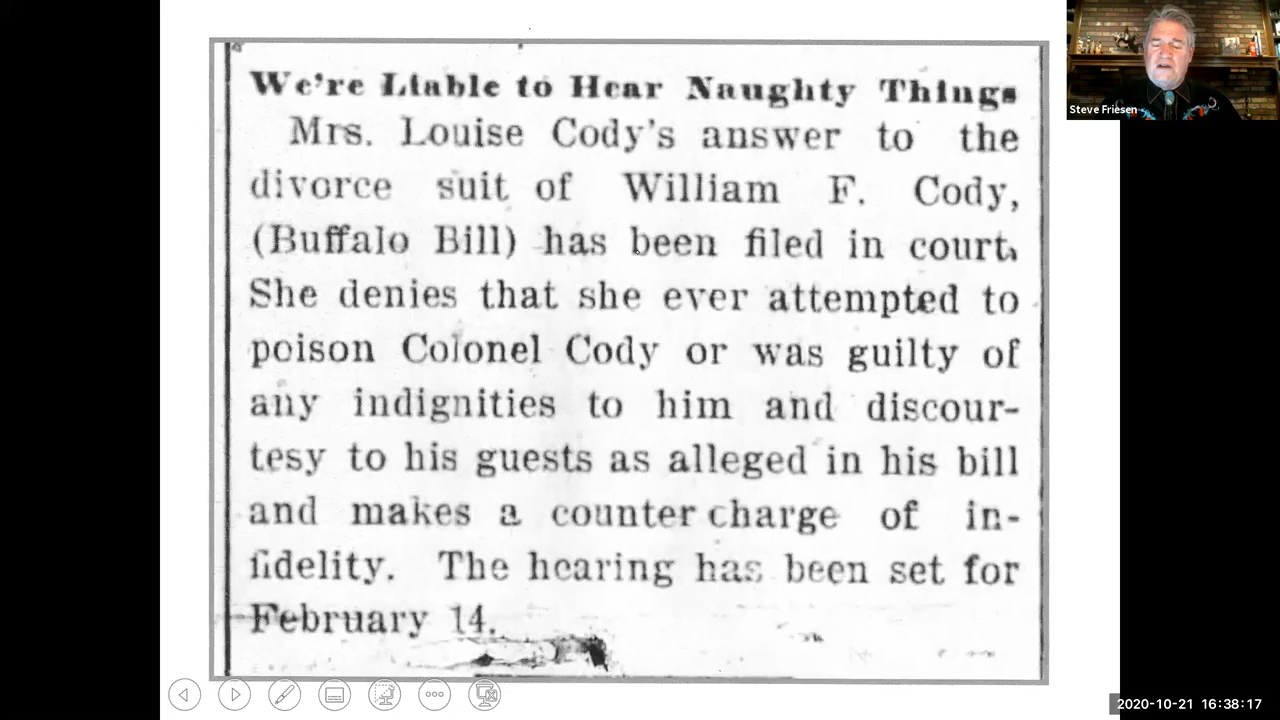 We're Liable to Hear Naughty Things
Mrs. Louise Cody's answer to the
divorce suit of William F. Cody,
(Buffalo Bill) has been filed in court.
She denies that she ever attempted to
poison Colonel Cody or was guilty of
any indignities to him and discour-
tesy to his guests as alleged in his bill
and makes a counter charge of in-
fidelity. The hearing has been set for
February 14.
Steve Friesen
2020-10-21 16:38:17